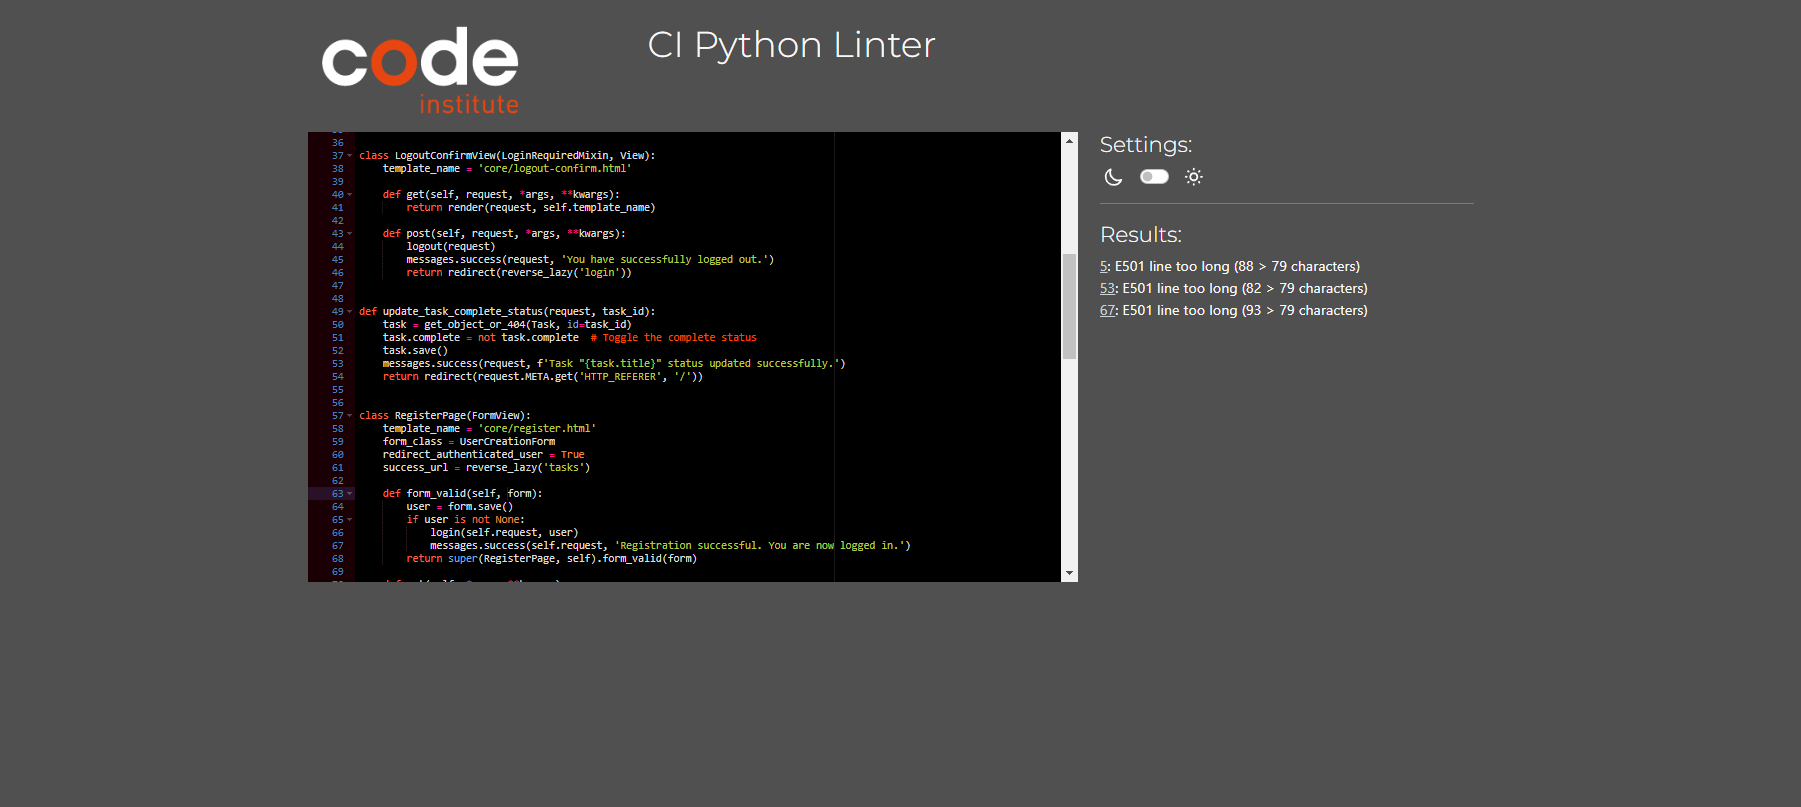 code
institute
CI Python Linter
36
37 class LogoutConfirmView(LoginRequiredMixin, View):
38 template_name = 'core/logout-confirm.html'
39
40 def get(self, request, *args, **kwargs):
41 return render(request, self.template_name)
42
43 def post(self, request, *args, **kwargs):
44 logout(request)
45 messages.success(request, 'You have successfully logged out.')
46 return redirect(reverse_lazy('login'))
47
48
49 def update_task_complete_status(request, task_id):
50 task = get_object_or_404(Task, id=task_id)
51 task.complete = not task.complete  # Toggle the complete status
52 task.save()
53 messages.success(request, f'Task "{task.title}" status updated successfully.')
54 return redirect(request.META.get('HTTP_REFERER', '/'))
55
56
57 class RegisterPage(FormView):
58 template_name = 'core/register.html'
59 form_class = UserCreationForm
60 redirect_authenticated_user = True
61 success_url = reverse_lazy('tasks')
62
63 def form_valid(self, form):
64 user = form.save()
65 if user is not None:
66 login(self.request, user)
67 messages.success(self.request, 'Registration successful. You are now logged in.')
68 return super(RegisterPage, self).form_valid(form)
69
Settings:
Results:
5: E501 line too long (88 > 79 characters)
53: E501 line too long (82 > 79 characters)
67: E501 line too long (93 > 79 characters)